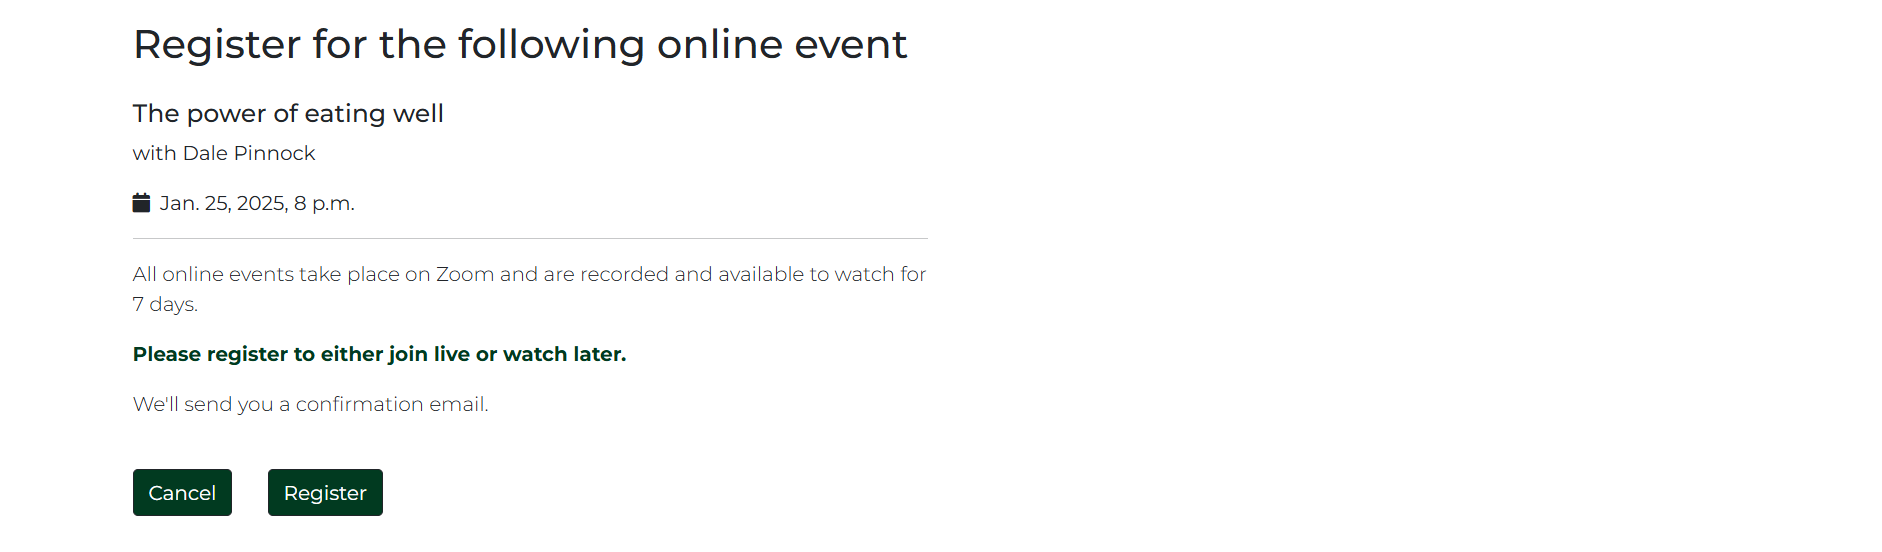 Register for the following online event
The power of eating well
with Dale Pinnock
Jan. 25, 2025, 8 p.m.
All online events take place on Zoom and are recorded and available to watch for
7 days.
Please register to either join live or watch later.
We'll send you a confirmation email.
Cancel
Register